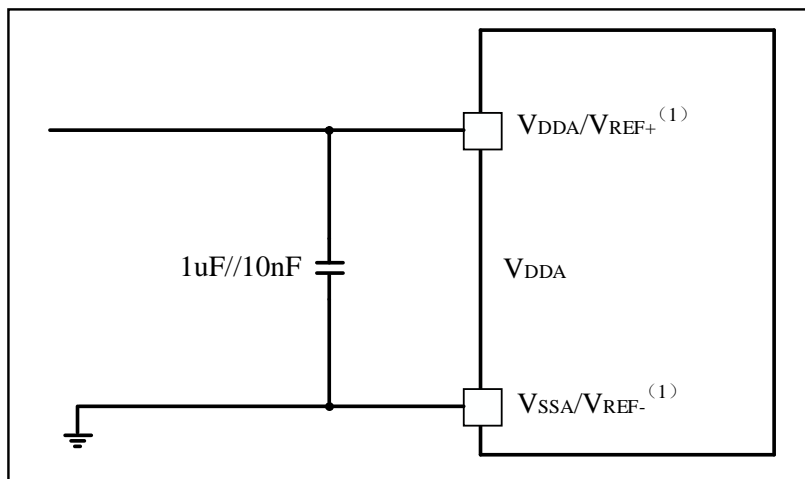 VDDA/VREF+（1）
1uF//10nF
VDDA
VSSA/VREF-（1）